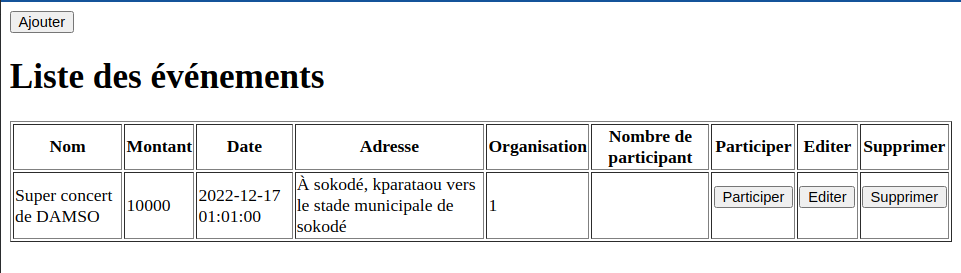 Ajouter
Liste des événements
Nom Montant Date Adresse Organisation Nombre de participant Participer Editer Supprimer
Super concert de DAMSO 10000 2022-12-17 01:01:00 À sokodé, kparataou vers le stade municipale de sokodé 1 Participer Editer Supprimer